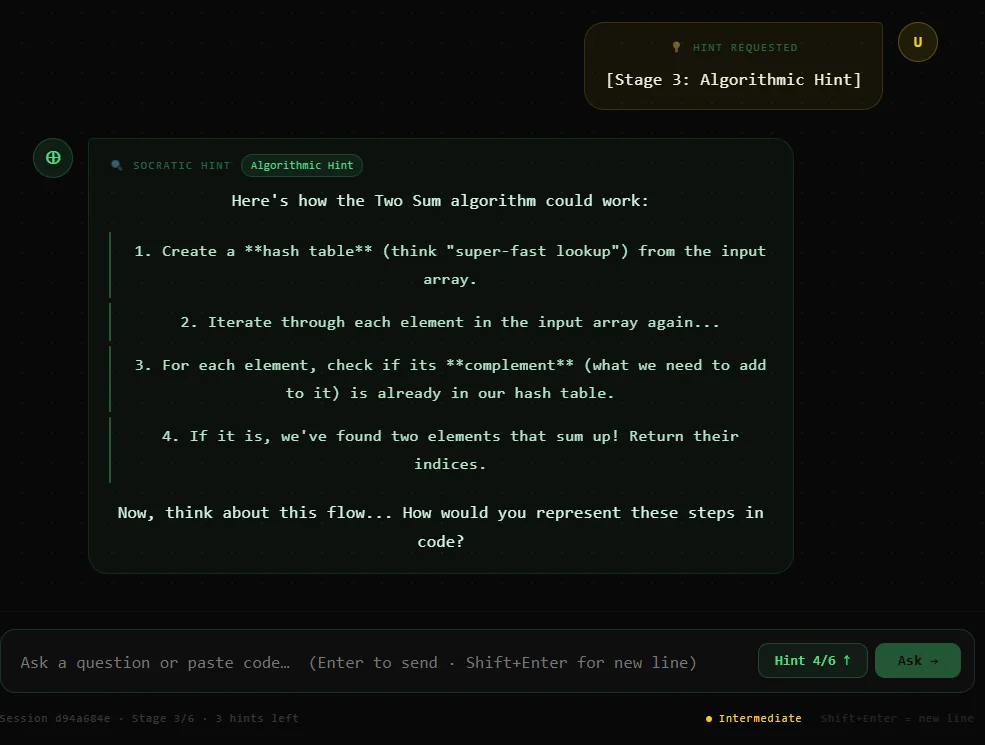 HINT REQUESTED
U
[Stage 3: Algorithmic Hint]
SOCRATIC HINT Algorithmic Hint
Here's how the Two Sum algorithm could work:
1. Create a **hash table** (think "super-fast lookup") from the input
array.
2. Iterate through each element in the input array again...
3. For each element, check if its **complement** (what we need to add
to it) is already in our hash table.
4. If it is, we've found two elements that sum up! Return their
indices.
Now, think about this flow... How would you represent these steps in
code?
Ask a question or paste code… (Enter to send · Shift+Enter for new line)
Hint 4/6 ↑
Ask →
Session d94a684e · Stage 3/6 · 3 hints left
Intermediate
Shift+Enter = new line